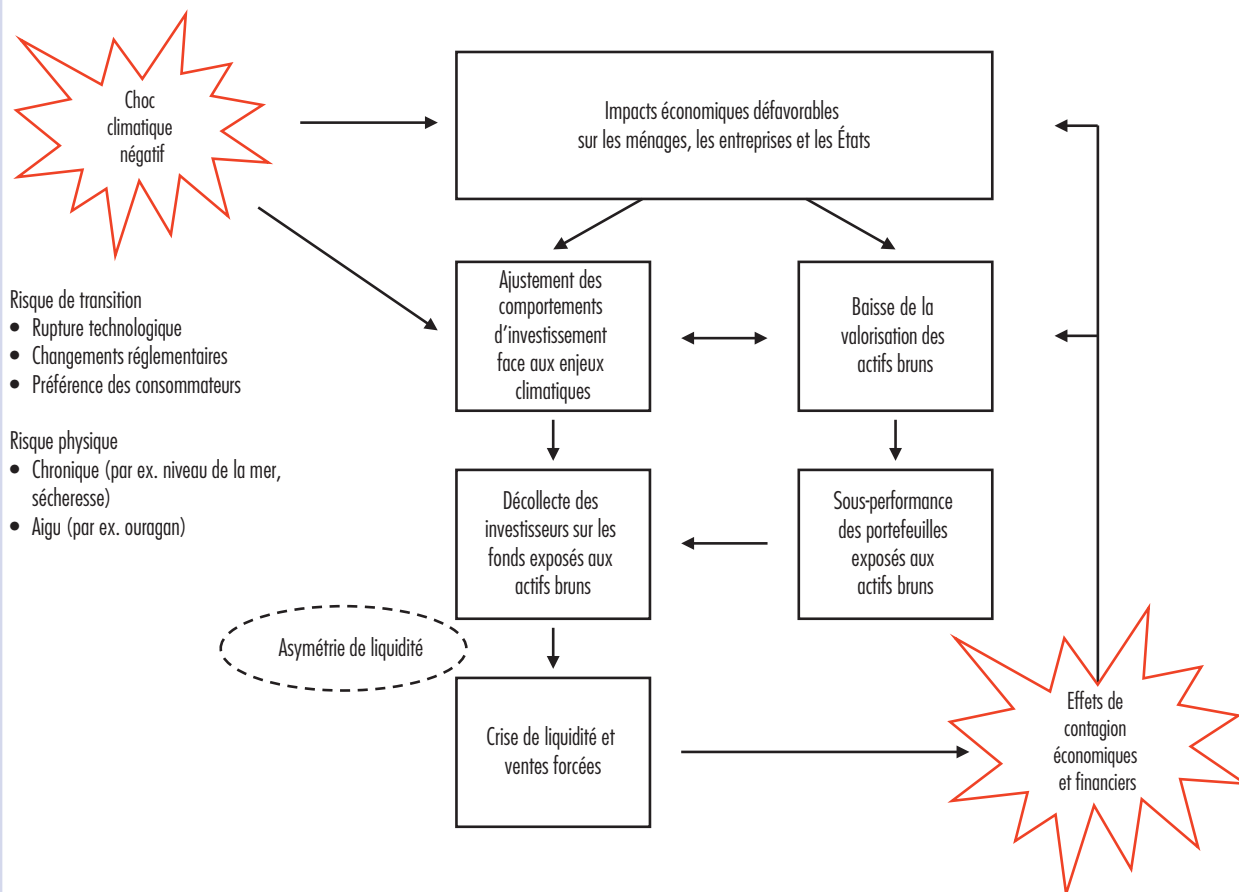 Choc
climatique
négatif
Impacts économiques défavorables
sur les ménages, les entreprises et les États
Risque de transition
• Rupture technologique
• Changements réglementaires
• Préférence des consommateurs
Risque physique
• Chronique (par ex. niveau de la mer,
sécheresse)
• Aigu (par ex. ouragan)
Ajustement des
comportements
d’investissement
face aux enjeux
climatiques
Baisse de la
valorisation des
actifs bruns
Décollecte des
investisseurs sur les
fonds exposés aux
actifs bruns
Sous-performance
des portefeuilles
exposés aux
actifs bruns
Asymétrie de liquidité
Crise de liquidité et
ventes forcées
Effets de
contagion
économiques
et financiers